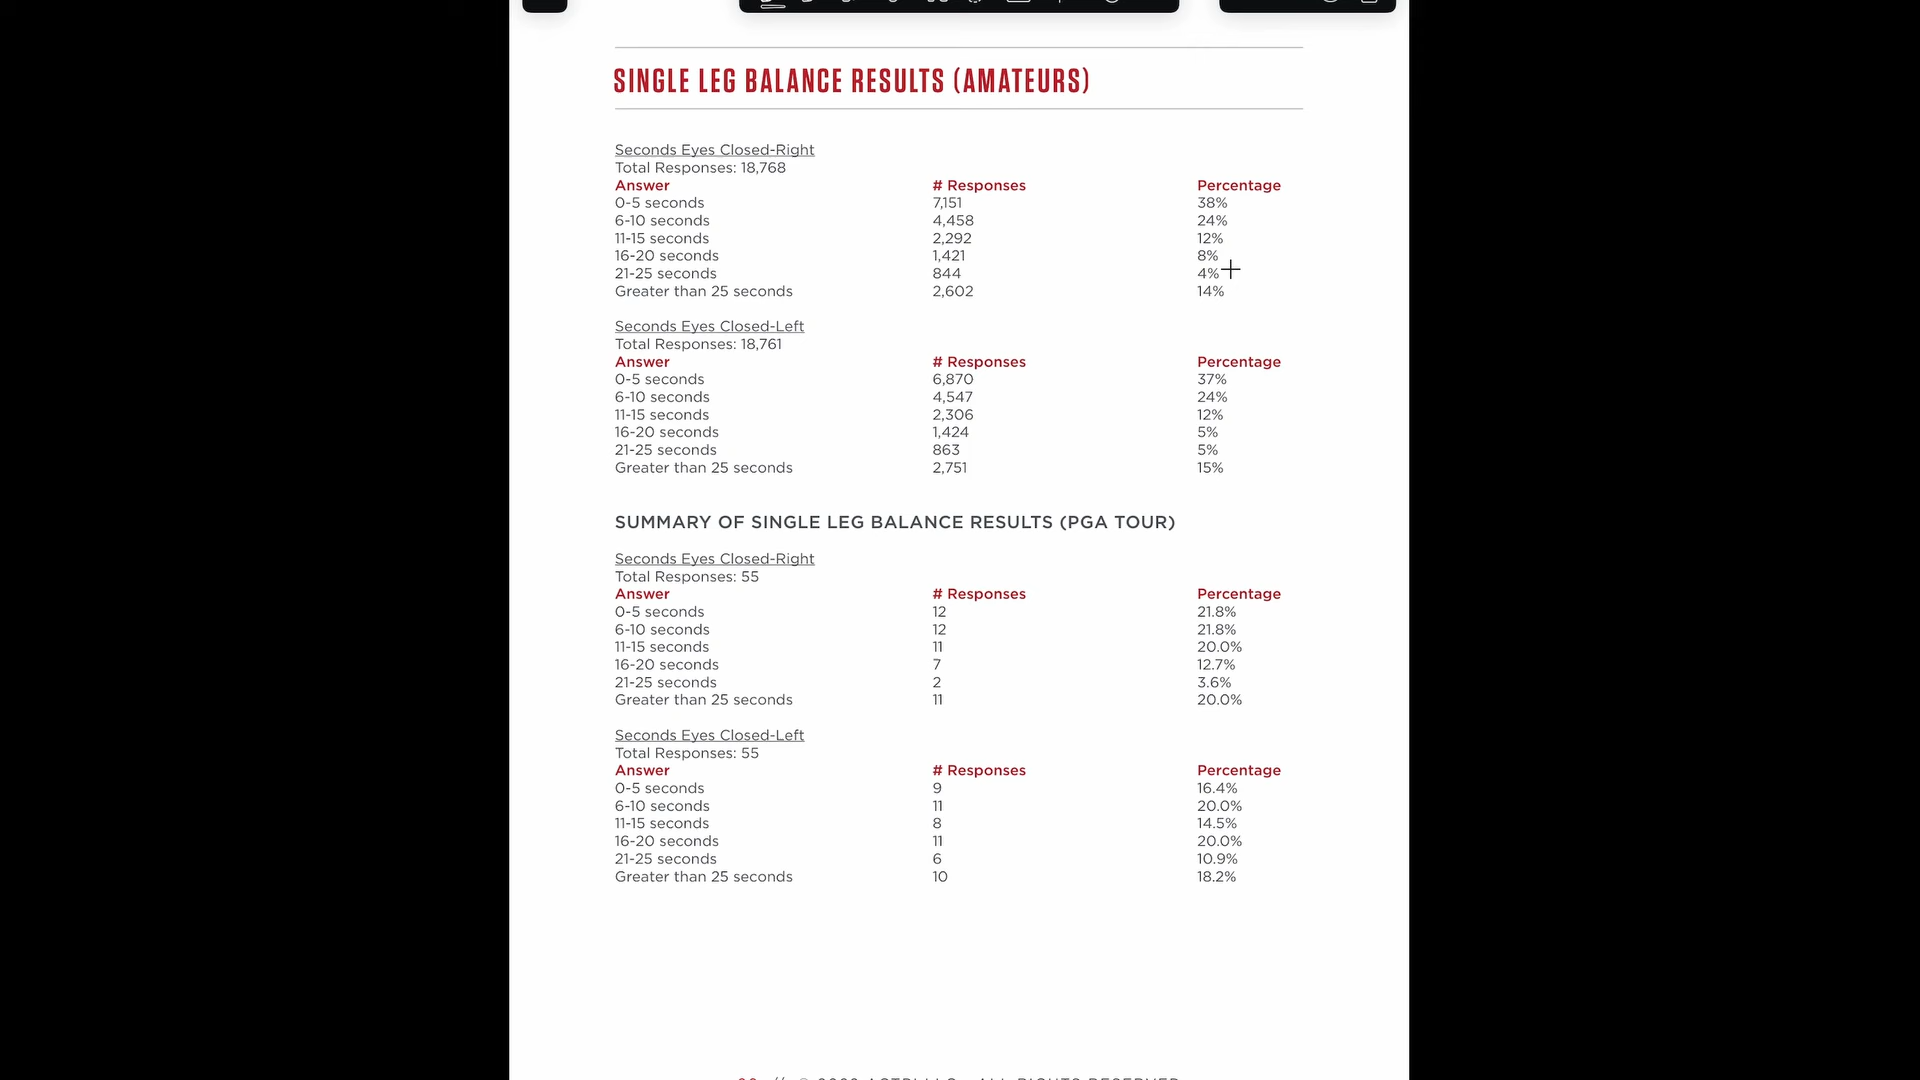 SINGLE LEG BALANCE RESULTS (AMATEURS)
Seconds Eyes Closed-Right
Total Responses: 18,768
Answer # Responses Percentage
0-5 seconds 7,151 38%
6-10 seconds 4,458 24%
11-15 seconds 2,292 12%
16-20 seconds 1,421 8%
21-25 seconds 844 4%
Greater than 25 seconds 2,602 14%
Seconds Eyes Closed-Left
Total Responses: 18,761
Answer # Responses Percentage
0-5 seconds 6,870 37%
6-10 seconds 4,547 24%
11-15 seconds 2,306 12%
16-20 seconds 1,424 5%
21-25 seconds 863 5%
Greater than 25 seconds 2,751 15%
SUMMARY OF SINGLE LEG BALANCE RESULTS (PGA TOUR)
Seconds Eyes Closed-Right
Total Responses: 55
Answer # Responses Percentage
0-5 seconds 12 21.8%
6-10 seconds 12 21.8%
11-15 seconds 11 20.0%
16-20 seconds 7 12.7%
21-25 seconds 2 3.6%
Greater than 25 seconds 11 20.0%
Seconds Eyes Closed-Left
Total Responses: 55
Answer # Responses Percentage
0-5 seconds 9 16.4%
6-10 seconds 11 20.0%
11-15 seconds 8 14.5%
16-20 seconds 11 20.0%
21-25 seconds 6 10.9%
Greater than 25 seconds 10 18.2%
ALL RIGHTS RESERVED